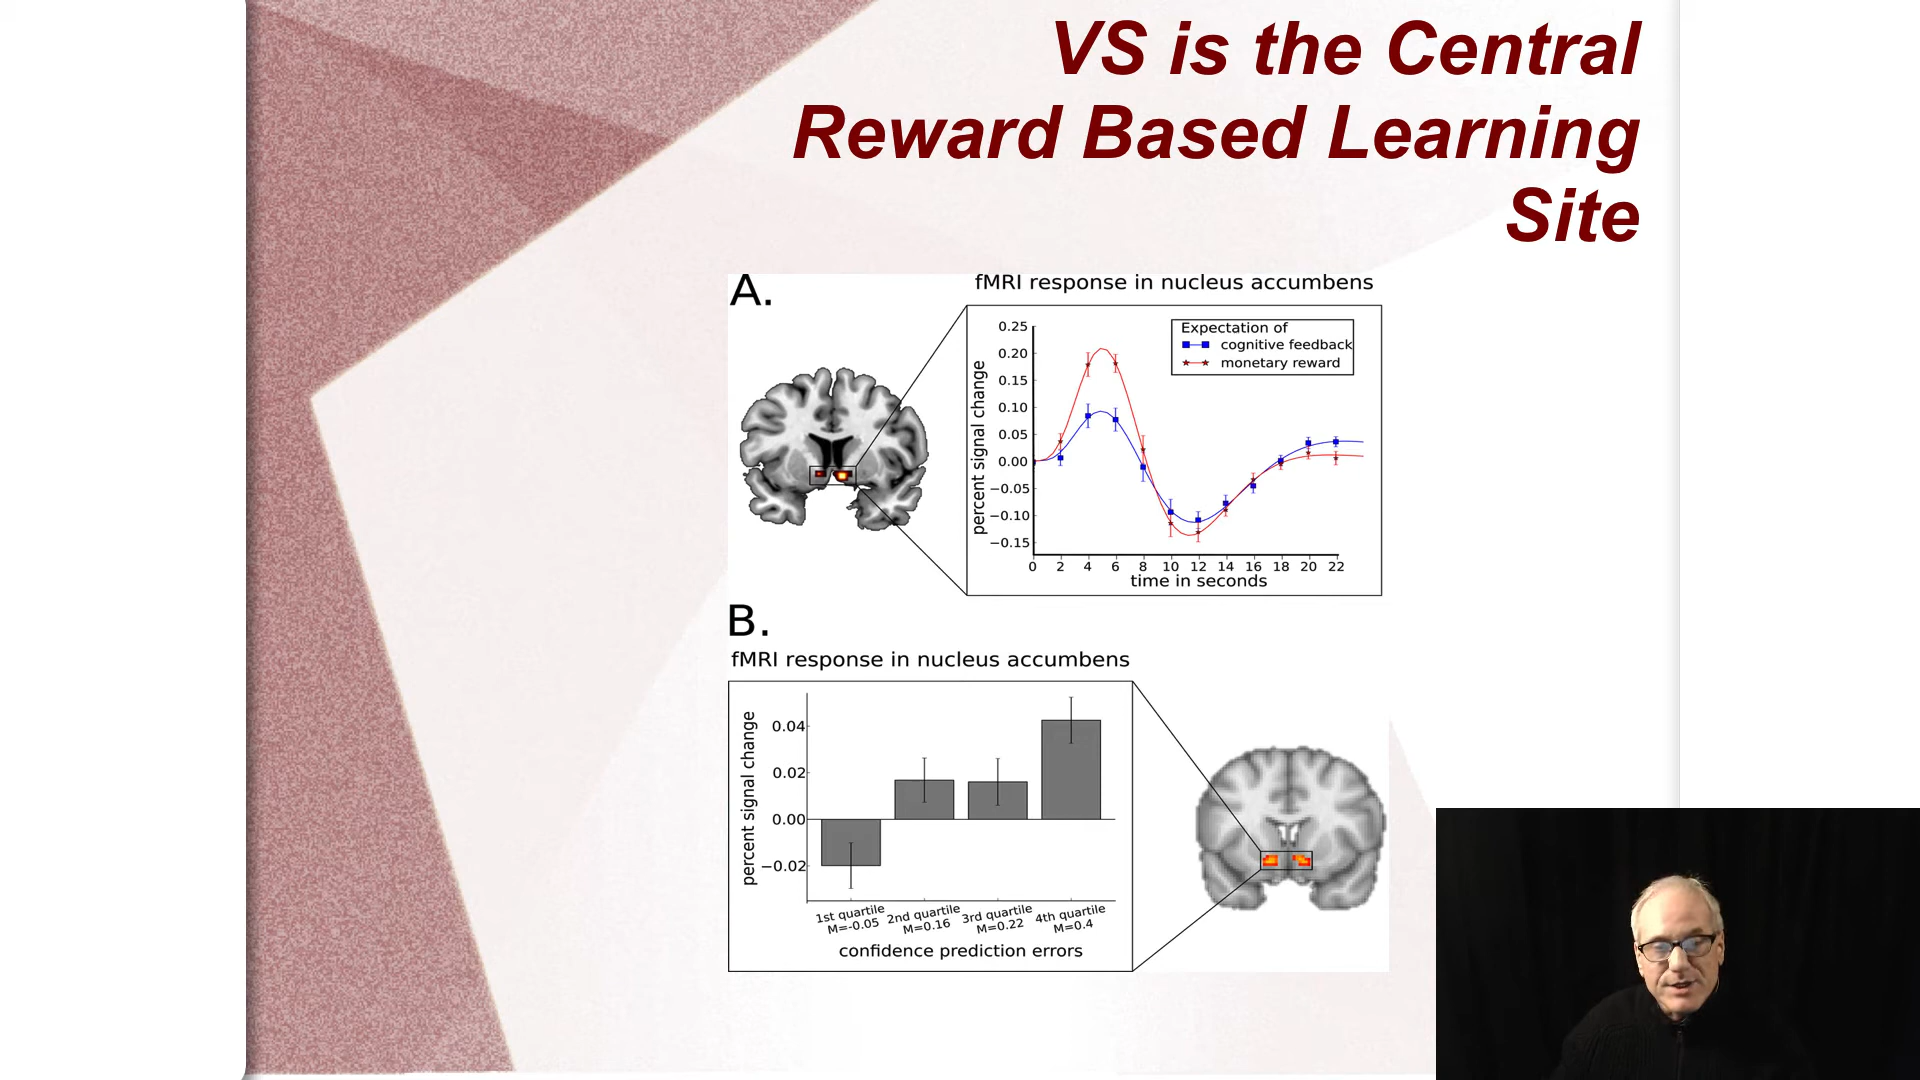 VS is the Central
Reward Based Learning
Site
A.
fMRI response in nucleus accumbens
Expectation of
cognitive feedback
monetary reward
percent signal change
0.25
0.20
0.15
0.10
0.05
0.00
−0.05
−0.10
−0.15
0 2 4 6 8 10 12 14 16 18 20 22
time in seconds
B.
fMRI response in nucleus accumbens
percent signal change
0.04
0.02
0.00
−0.02
1st quartile 2nd quartile 3rd quartile 4th quartile
M=-0.05 M=0.16 M=0.22 M=0.4
confidence prediction errors